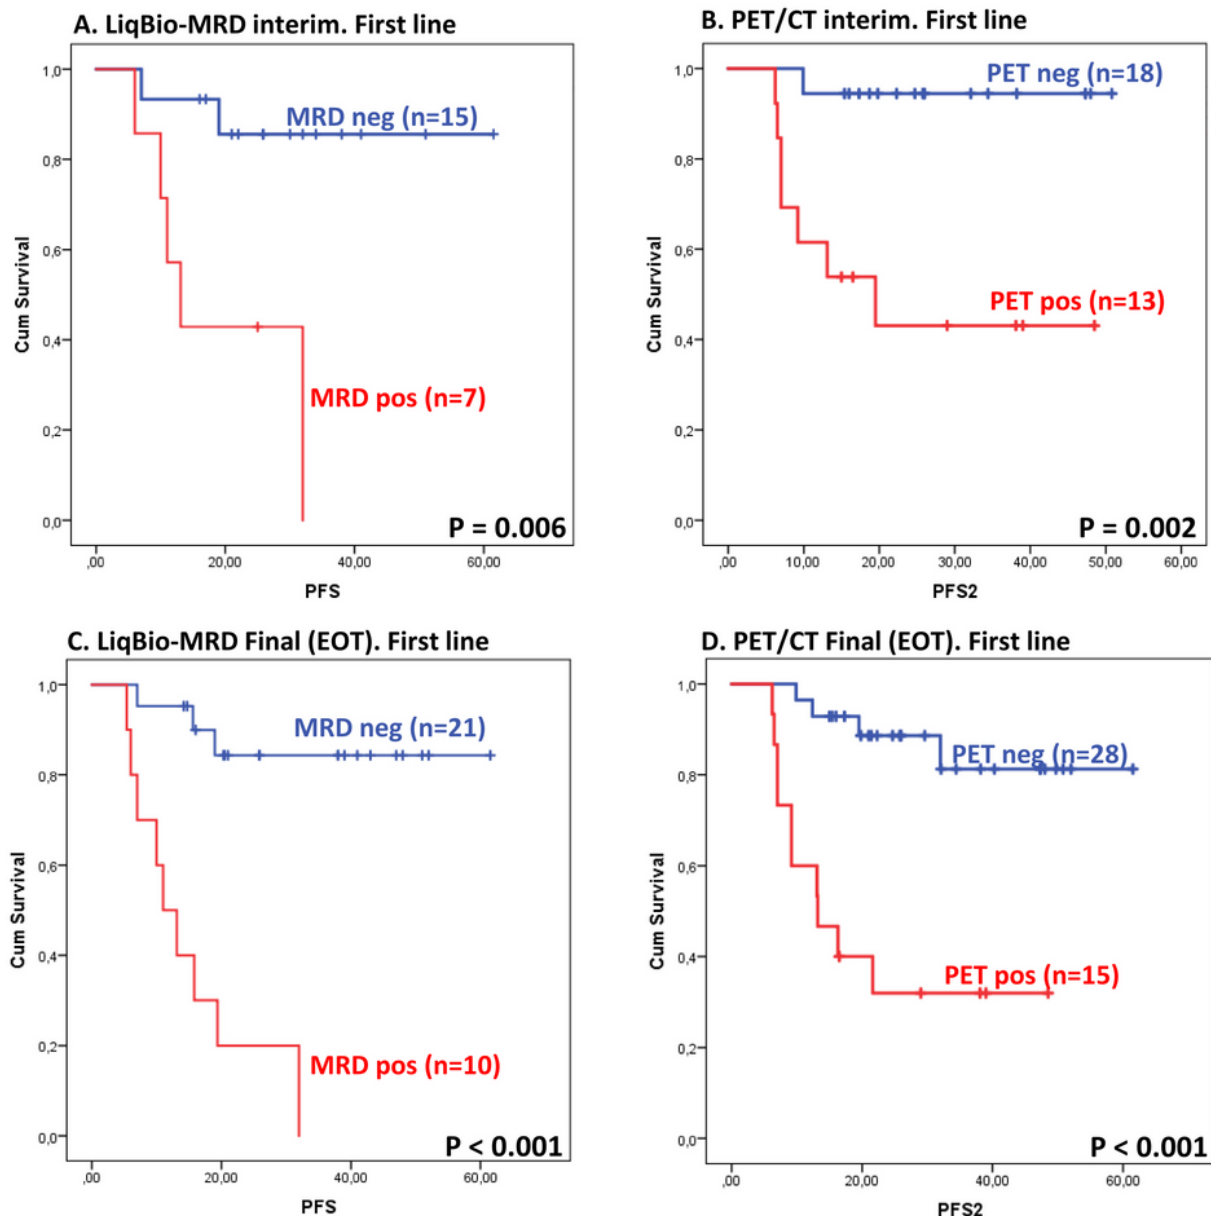 A. LiqBio-MRD interim. First line
1,0
0,8
0,6
0,4
0,2
0,0
Cum Survival
MRD neg (n=15)
MRD pos (n=7)
P = 0.006
,00 20,00 40,00 60,00
PFS
B. PET/CT interim. First line
1,0
0,8
0,6
0,4
0,2
0,0
Cum Survival
PET neg (n=18)
PET pos (n=13)
P = 0.002
,00 10,00 20,00 30,00 40,00 50,00 60,00
PFS2
C. LiqBio-MRD Final (EOT). First line
1,0
0,8
0,6
0,4
0,2
0,0
Cum Survival
MRD neg (n=21)
MRD pos (n=10)
P < 0.001
,00 20,00 40,00 60,00
PFS
D. PET/CT Final (EOT). First line
1,0
0,8
0,6
0,4
0,2
0,0
Cum Survival
PET neg (n=28)
PET pos (n=15)
P < 0.001
,00 20,00 40,00 60,00
PFS2